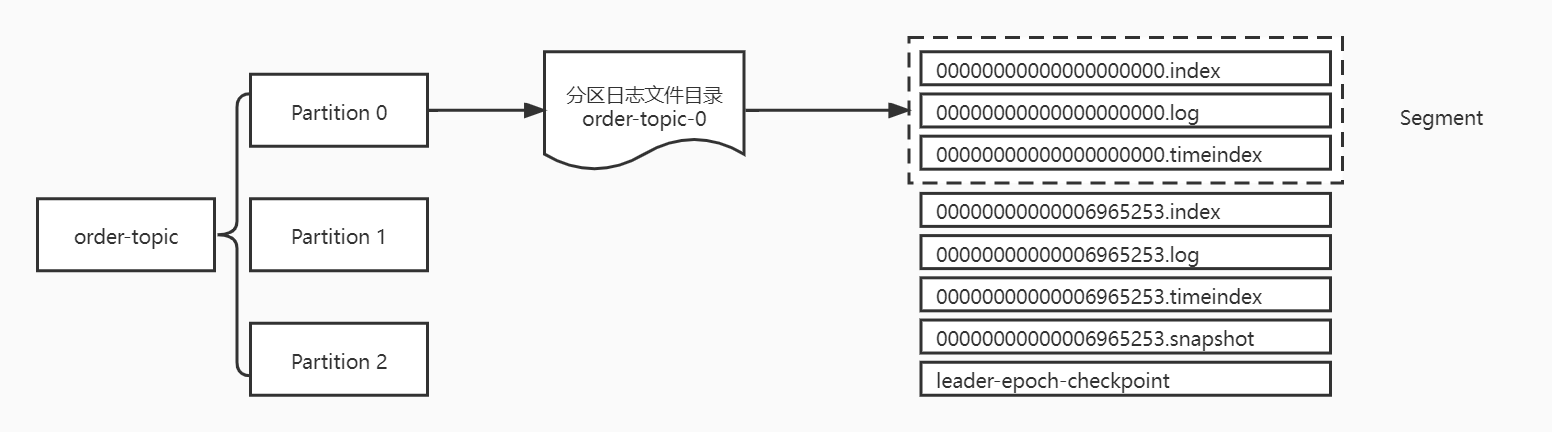 order-topic
Partition 0
Partition 1
Partition 2
分区日志文件目录
order-topic-0
00000000000000000000.index
00000000000000000000.log
00000000000000000000.timeindex
00000000000006965253.index
00000000000006965253.log
00000000000006965253.timeindex
00000000000006965253.snapshot
leader-epoch-checkpoint
Segment